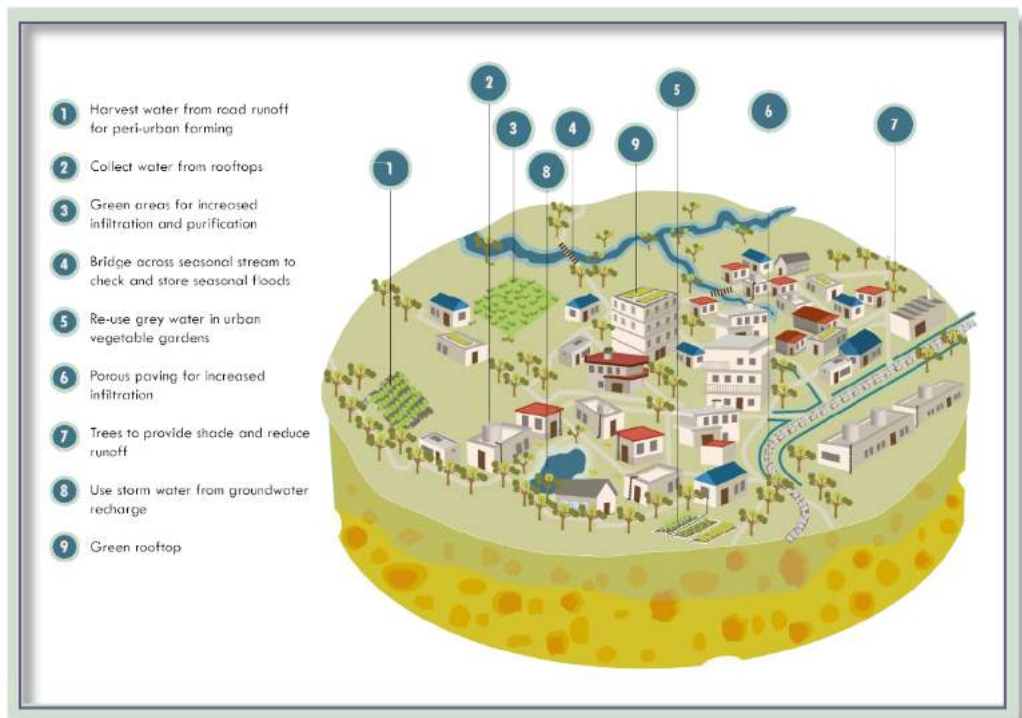 1 Harvest water from road runoff
for peri-urban farming
2 Collect water from rooftops
3 Green areas for increased
infiltration and purification
4 Bridge across seasonal stream to
check and store seasonal floods
5 Re-use grey water in urban
vegetable gardens
6 Porous paving for increased
infiltration
7 Trees to provide shade and reduce
runoff
8 Use storm water from groundwater
recharge
9 Green rooftop
2
5
6
3
4
7
9
1
8